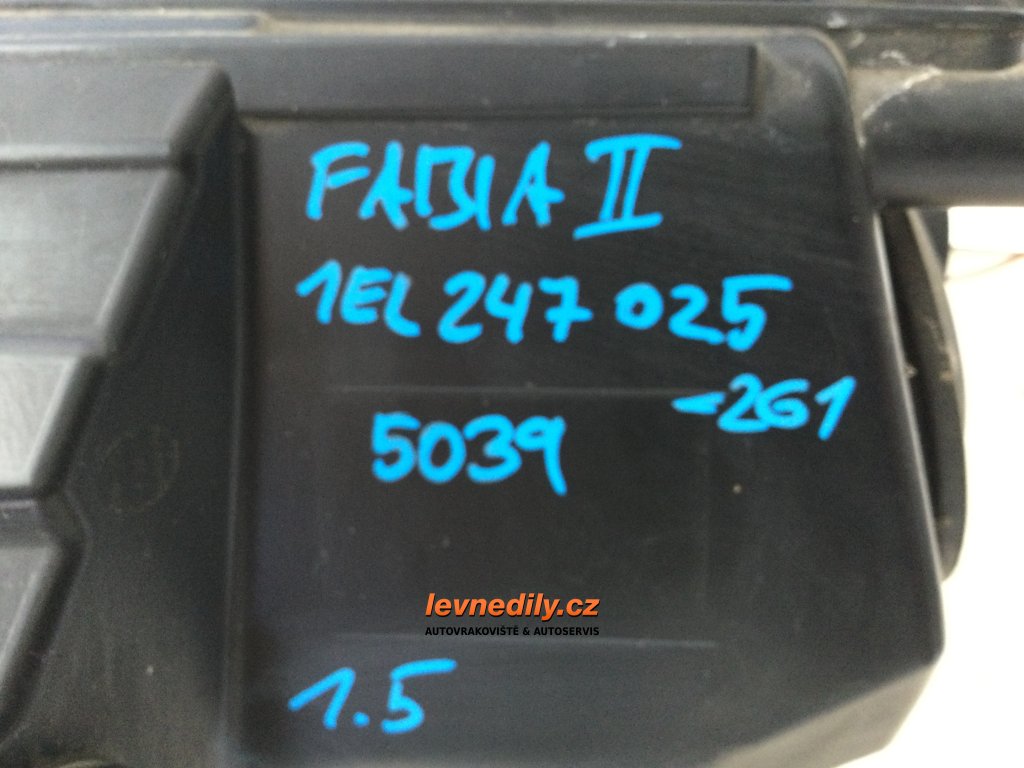 FABIA II
1EL 247 025
-261
5039
levnedily.cz
AUTOVRAKOVIŠTĚ & AUTOSERVIS
1.5